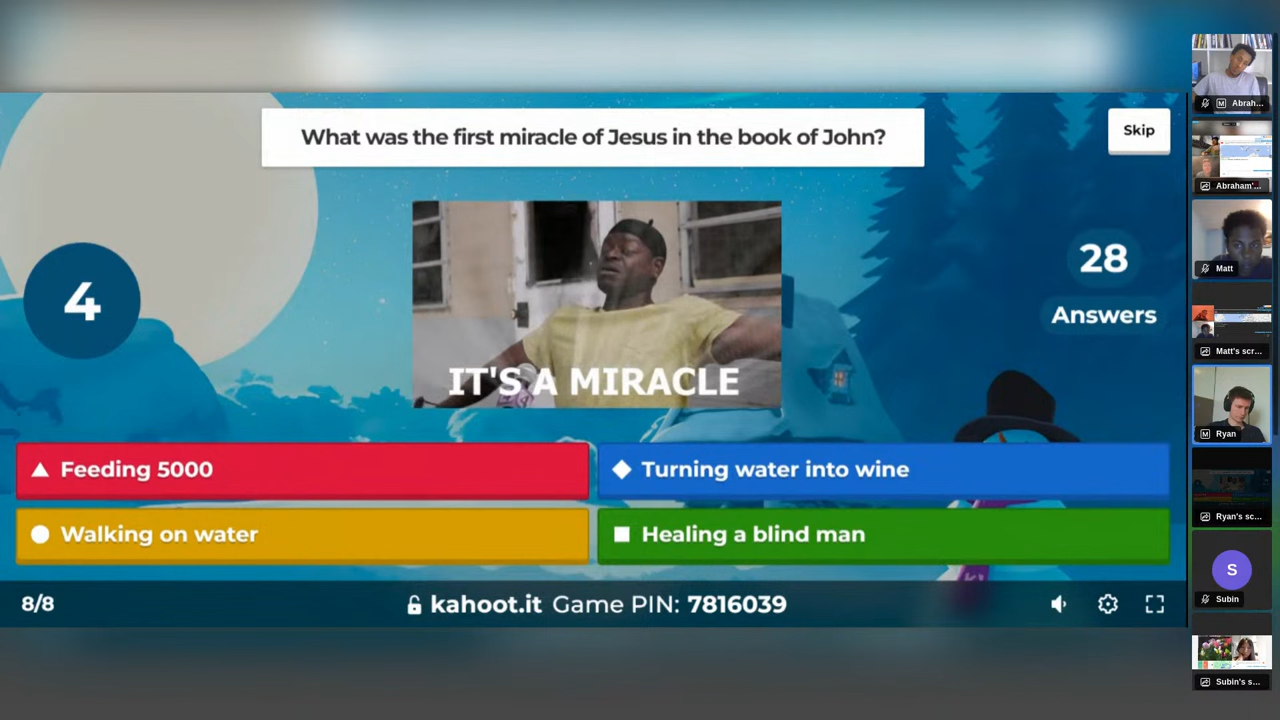 What was the first miracle of Jesus in the book of John?
Skip
4
IT'S A MIRACLE
28
Answers
Feeding 5000
Turning water into wine
Walking on water
Healing a blind man
8/8
kahoot.it Game PIN: 7816039
Abrah...
Abraham'...
Matt
Matt's scr...
Ryan
Ryan's sc...
S
Subin
Subin's s...